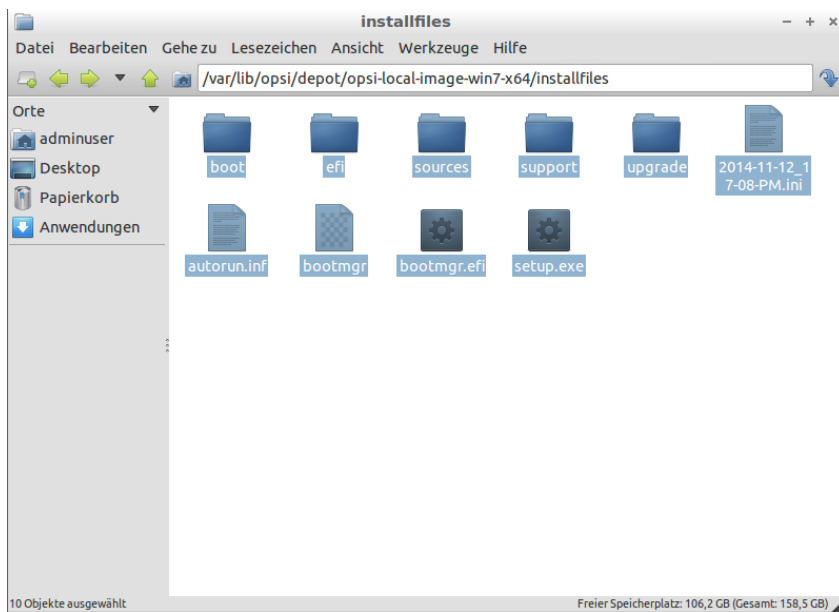 installfiles
Datei Bearbeiten Gehe zu Lesezeichen Ansicht Werkzeuge Hilfe
/var/lib/opsi/depot/opsi-local-image-win7-x64/installfiles
Orte
adminuser
Desktop
Papierkorb
Anwendungen
boot efi sources support upgrade 2014-11-12_1
7-08-PM.ini
autorun.inf bootmgr bootmgr.efi setup.exe
10 Objekte ausgewählt Freier Speicherplatz: 106,2 GB (Gesamt: 158,5 GB)